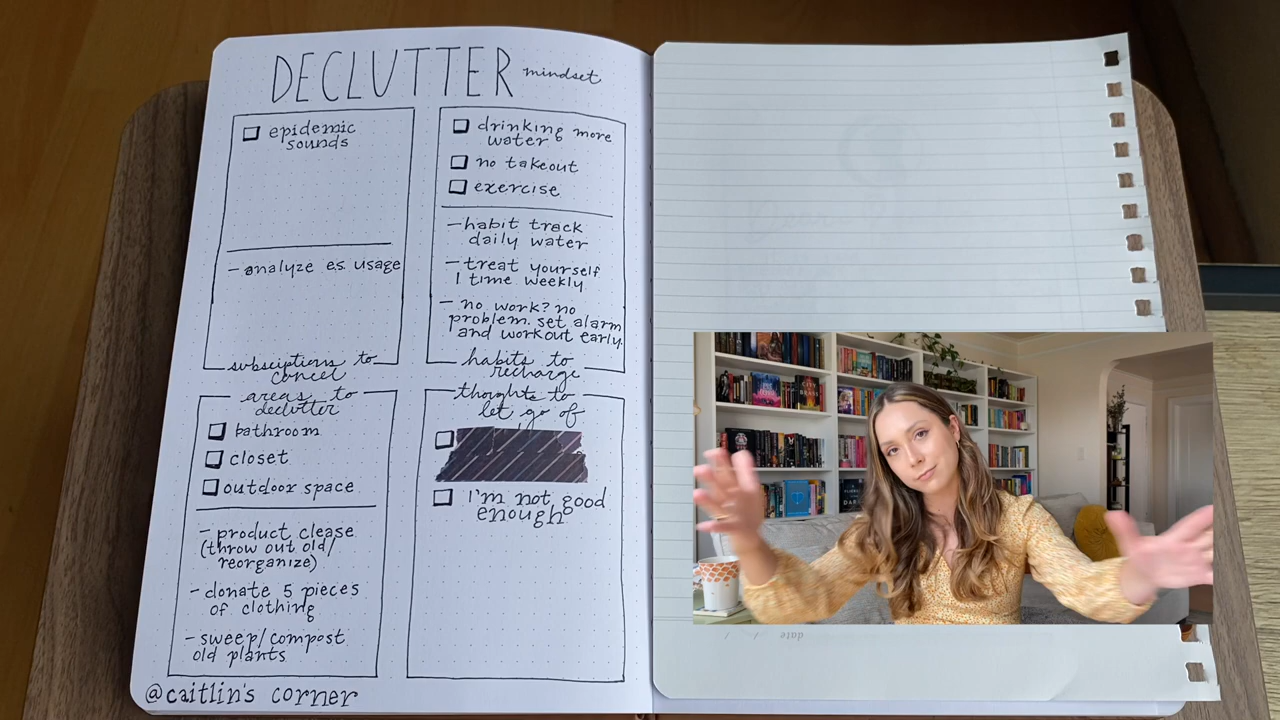 DECLUTTER mindset
epidemic
sounds
-analyze e.s. usage
subsciptions to
cancel
drinking more
water
no takeout
exercise
-habit track
daily water
-treat yourself
1 time weekly
-no work? no
problem. set alarm
and workout early.
habits to
recharge
areas to
declutter
bathroom
closet
outdoor space
-product clease
(throw out old/
reorganize)
-donate 5 pieces
of clothing
-sweep/compost
old plants
thoughts to
let go of
I'm not good
enough
@caitlin's corner
date / /